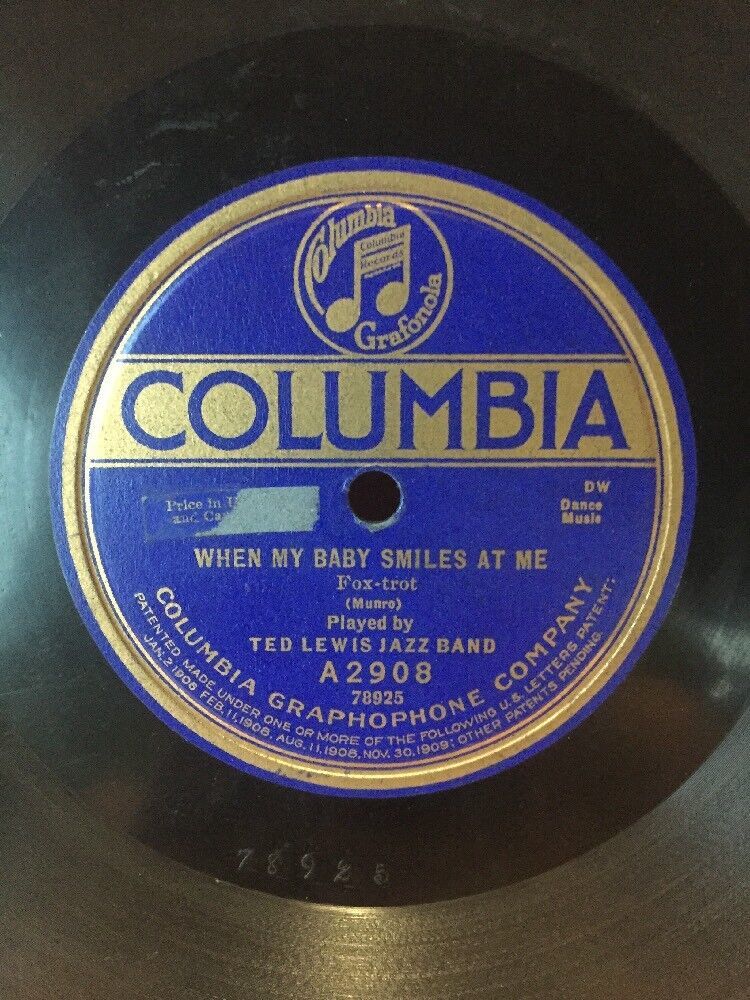 Columbia
Columbia
Records
Grafonola
COLUMBIA
DW
Dance
Music
Price in
and
WHEN MY BABY SMILES AT ME
Fox-trot
(Munro)
Played by
TED LEWIS JAZZ BAND
A2908
78925
COLUMBIA GRAPHOPHONE COMPANY
PATENTED, MADE UNDER ONE OR MORE OF THE FOLLOWING U.S. LETTERS PATENT;
JAN. 2, 1906 FEB. 11, 1908, AUG. 11, 1908, NOV. 30, 1909; OTHER PATENTS PENDING.
78925